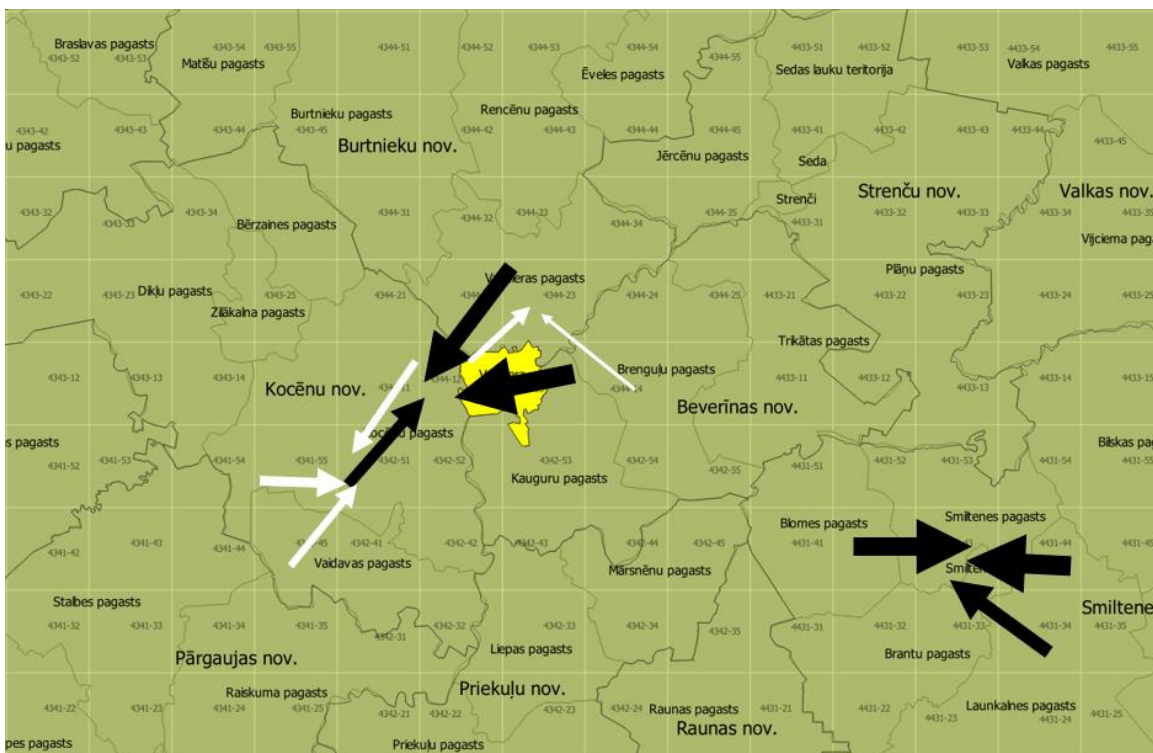 Braslavas pagasts
4343-52
4343-53
4343-54
4343-55
Matīšu pagasts
4344-51
4344-52
4344-53
Ēveles pagasts
4344-55
4433-51
4433-52
Sedas lauku teritorija
4433-53
4433-54
Valkas pagasts
4433-55
4343-42
4343-43
4343-44
4343-45
Burtnieku pagasts
Rencēnu pagasts
4344-42
4344-43
4344-44
4344-45
4433-41
4433-42
4433-43
4433-44
4433-45
u pagasts
Burtnieku nov.
Jērcēnu pagasts
Seda
Strenči
Strenču nov.
Valkas nov.
4343-32
4343-33
4343-34
Bērzaines pagasts
4344-31
4344-32
4344-33
4344-34
4344-35
4433-31
4433-32
4433-33
4433-34
4433-35
Vijciema paga
Plāņu pagasts
4343-22
4343-23
Dikļu pagasts
4343-25
Zilākalna pagasts
4344-21
pagasts
4344-23
4344-24
4344-25
4433-21
4433-22
4433-23
4433-24
4433-25
Trikātas pagasts
4343-12
4343-13
4343-14
Kocēnu nov.
4344-12
4344-14
Brenguļu pagasts
Beverīnas nov.
4433-11
4433-12
4433-13
4433-14
4433-15
as pagasts
pagasts
Bilskas pag
4341-52
4341-53
4341-54
4341-55
4342-51
4342-52
4342-53
4342-54
4342-55
4431-51
4431-52
4431-53
4431-54
4431-55
Kauguru pagasts
Blomes pagasts
Smiltenes pagasts
4341-42
4341-43
4341-44
4342-41
4342-42
4342-43
4342-44
4342-45
4431-41
4431-44
4431-45
Vaidavas pagasts
Mārsnēnu pagasts
Stalbes pagasts
Smiltene
4341-32
4341-33
4341-34
4341-35
4342-31
4342-32
4342-33
4342-34
4342-35
4431-31
4431-32
4431-33
4431-35
Pārgaujas nov.
Liepas pagasts
Brantu pagasts
Raiskuma pagasts
Priekuļu nov.
Raunas pagasts
Raunas nov.
Launkalnes pagasts
4341-22
4341-23
4341-24
4341-25
4342-21
4342-22
4342-23
4342-24
4431-21
4431-22
4431-23
4431-24
4431-25
pes pagasts
Priekuļu pagasts